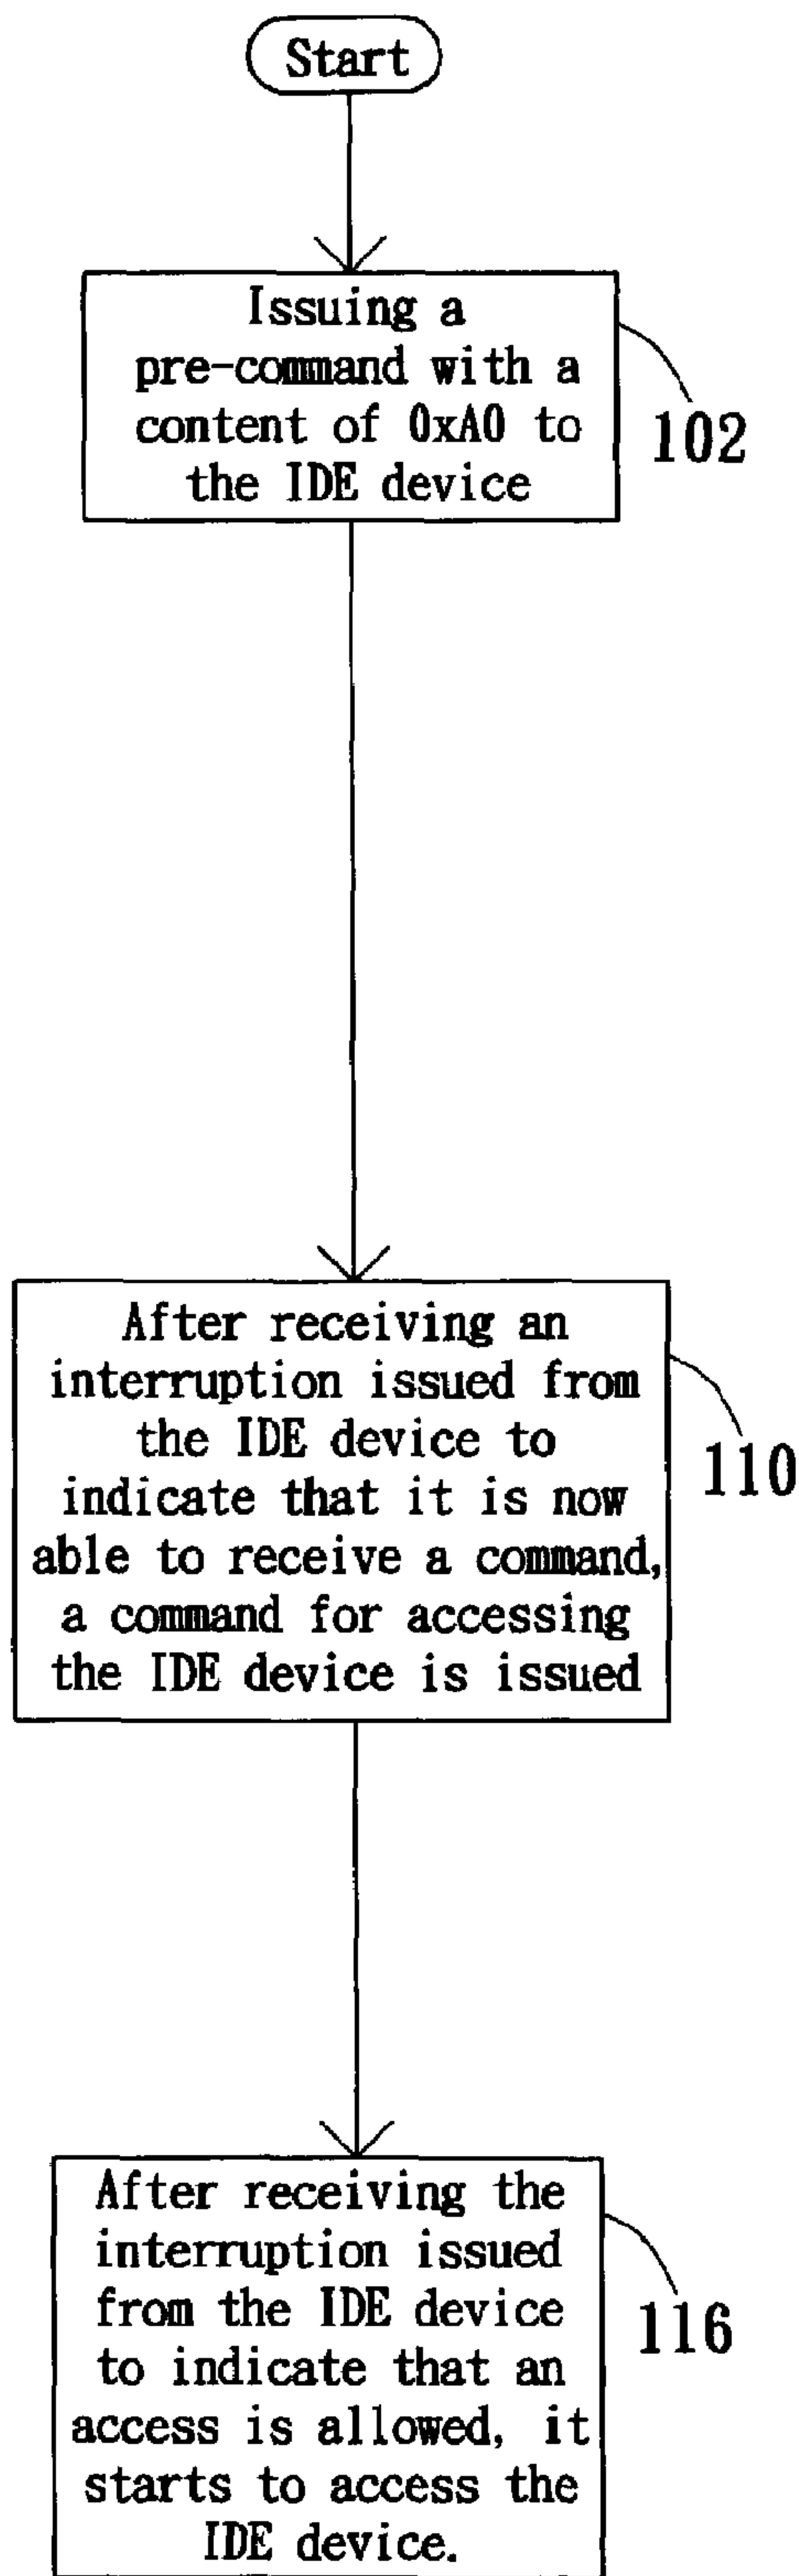 Start
Issuing a
pre-command with a
content of 0xA0 to
the IDE device
102
After receiving an
interruption issued from
the IDE device to
indicate that it is now
able to receive a command,
a command for accessing
the IDE device is issued
110
After receiving the
interruption issued
from the IDE device
to indicate that an
access is allowed, it
starts to access the
IDE device.
116